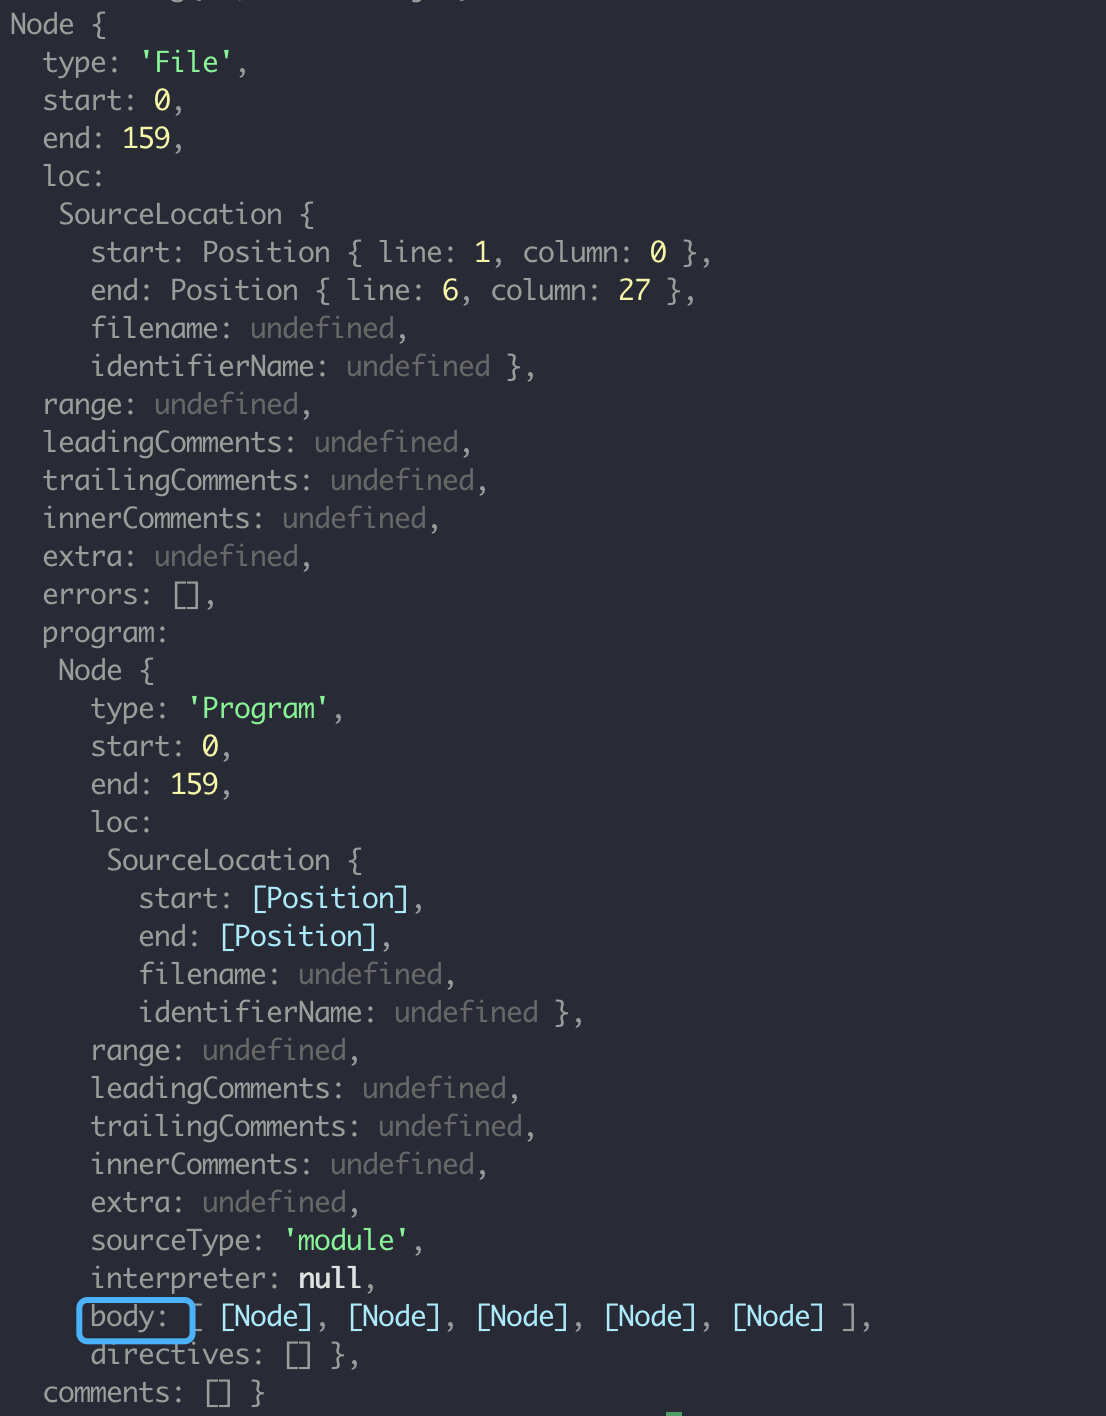 Node {
type: 'File',
start: 0,
end: 159,
loc:
SourceLocation {
start: Position { line: 1, column: 0 },
end: Position { line: 6, column: 27 },
filename: undefined,
identifierName: undefined },
range: undefined,
leadingComments: undefined,
trailingComments: undefined,
innerComments: undefined,
extra: undefined,
errors: [],
program:
Node {
type: 'Program',
start: 0,
end: 159,
loc:
SourceLocation {
start: [Position],
end: [Position],
filename: undefined,
identifierName: undefined },
range: undefined,
leadingComments: undefined,
trailingComments: undefined,
innerComments: undefined,
extra: undefined,
sourceType: 'module',
interpreter: null,
body: [ [Node], [Node], [Node], [Node], [Node] ],
directives: [] },
comments: [] }